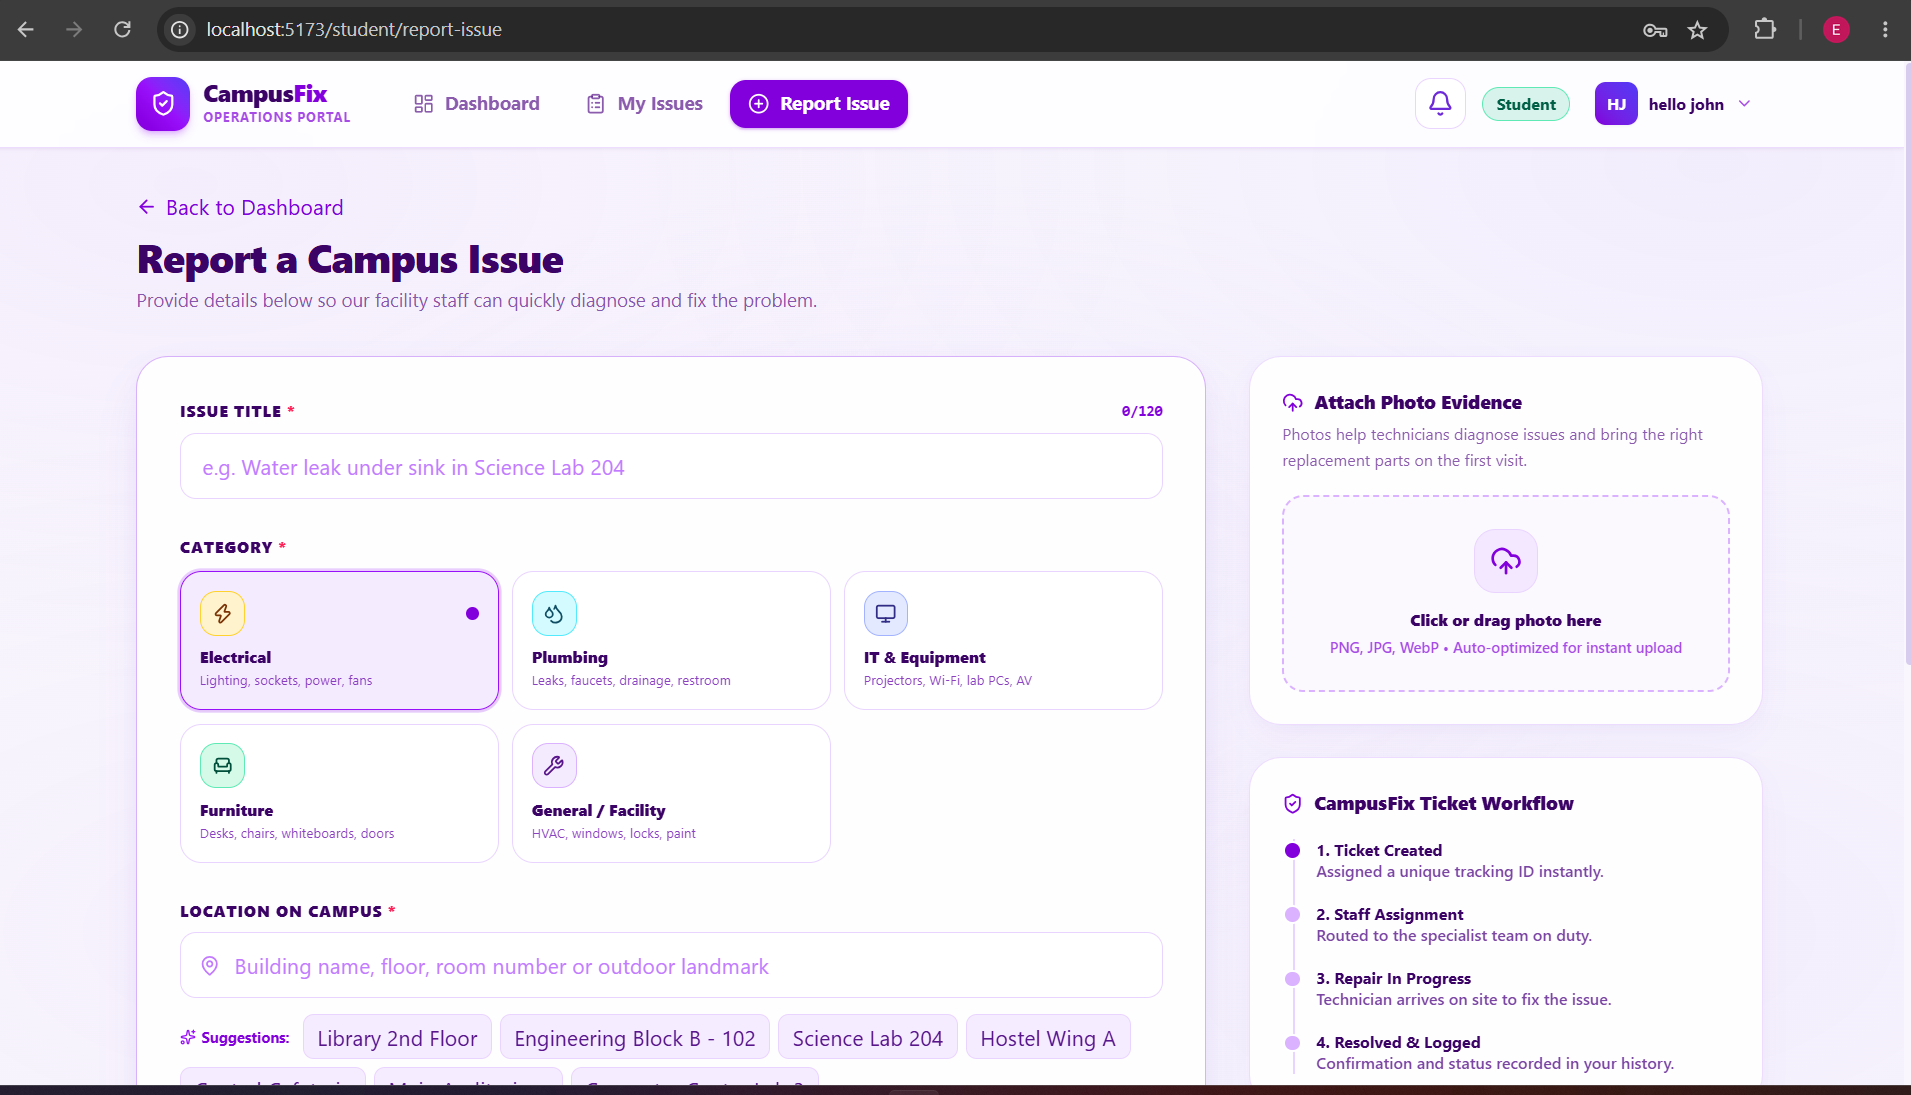 localhost:5173/student/report-issue
E
CampusFix
OPERATIONS PORTAL
Dashboard
My Issues
Report Issue
Student
HJ
hello john
Back to Dashboard
Report a Campus Issue
Provide details below so our facility staff can quickly diagnose and fix the problem.
ISSUE TITLE *
0/120
e.g. Water leak under sink in Science Lab 204
CATEGORY *
Electrical
Lighting, sockets, power, fans
Plumbing
Leaks, faucets, drainage, restroom
IT & Equipment
Projectors, Wi-Fi, lab PCs, AV
Furniture
Desks, chairs, whiteboards, doors
General / Facility
HVAC, windows, locks, paint
LOCATION ON CAMPUS *
Building name, floor, room number or outdoor landmark
Suggestions:
Library 2nd Floor
Engineering Block B - 102
Science Lab 204
Hostel Wing A
Attach Photo Evidence
Photos help technicians diagnose issues and bring the right
replacement parts on the first visit.
Click or drag photo here
PNG, JPG, WebP • Auto-optimized for instant upload
CampusFix Ticket Workflow
1. Ticket Created
Assigned a unique tracking ID instantly.
2. Staff Assignment
Routed to the specialist team on duty.
3. Repair In Progress
Technician arrives on site to fix the issue.
4. Resolved & Logged
Confirmation and status recorded in your history.